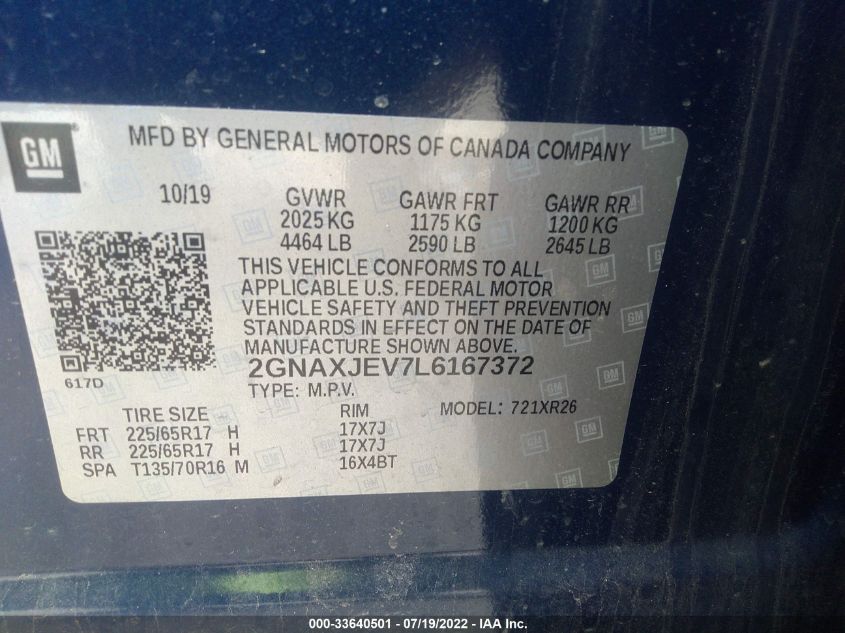 GM
MFD BY GENERAL MOTORS OF CANADA COMPANY
10/19 GVWR GAWR FRT GAWR RR
2025 KG 1175 KG 1200 KG
4464 LB 2590 LB 2645 LB
THIS VEHICLE CONFORMS TO ALL
APPLICABLE U.S. FEDERAL MOTOR
VEHICLE SAFETY AND THEFT PREVENTION
STANDARDS IN EFFECT ON THE DATE OF
MANUFACTURE SHOWN ABOVE.
617D
2GNAXJEV7L6167372
TYPE: M.P.V.
TIRE SIZE RIM MODEL: 721XR26
FRT 225/65R17 H 17X7J
RR 225/65R17 H 17X7J
SPA T135/70R16 M 16X4BT
000-33640501 - 07/19/2022 - IAA Inc.